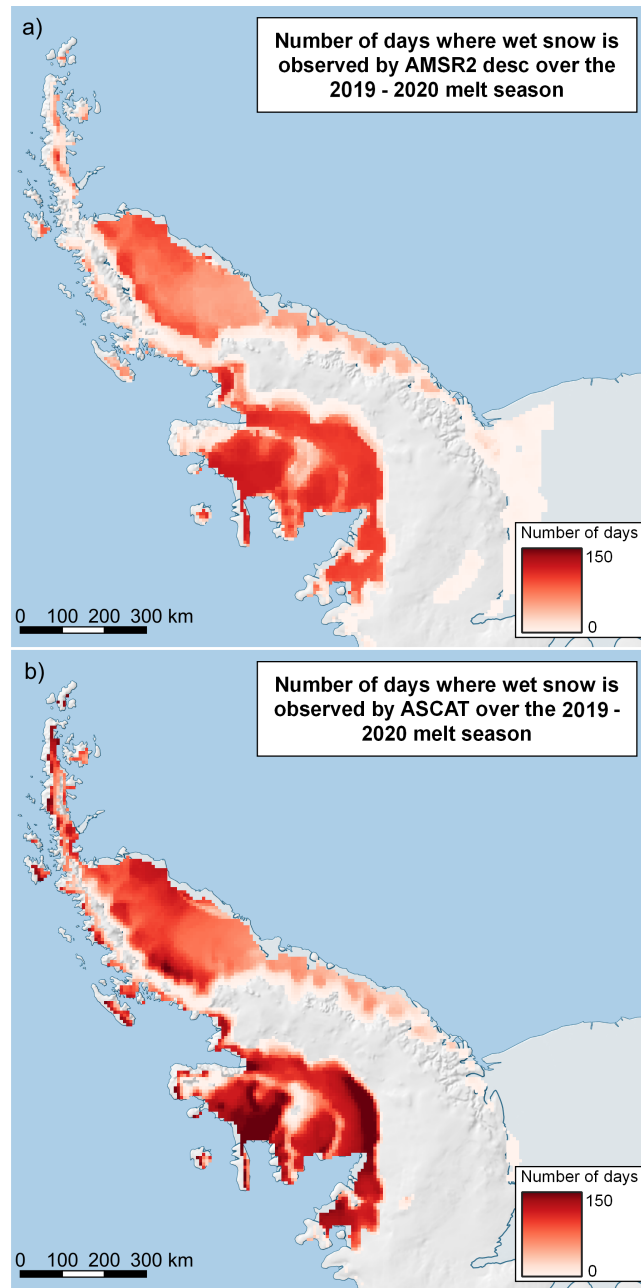 a)
Number of days where wet snow is
observed by AMSR2 desc over the
2019 - 2020 melt season
Number of days
150
0
0 100 200 300 km
b)
Number of days where wet snow is
observed by ASCAT over the 2019 -
2020 melt season
Number of days
150
0
0 100 200 300 km